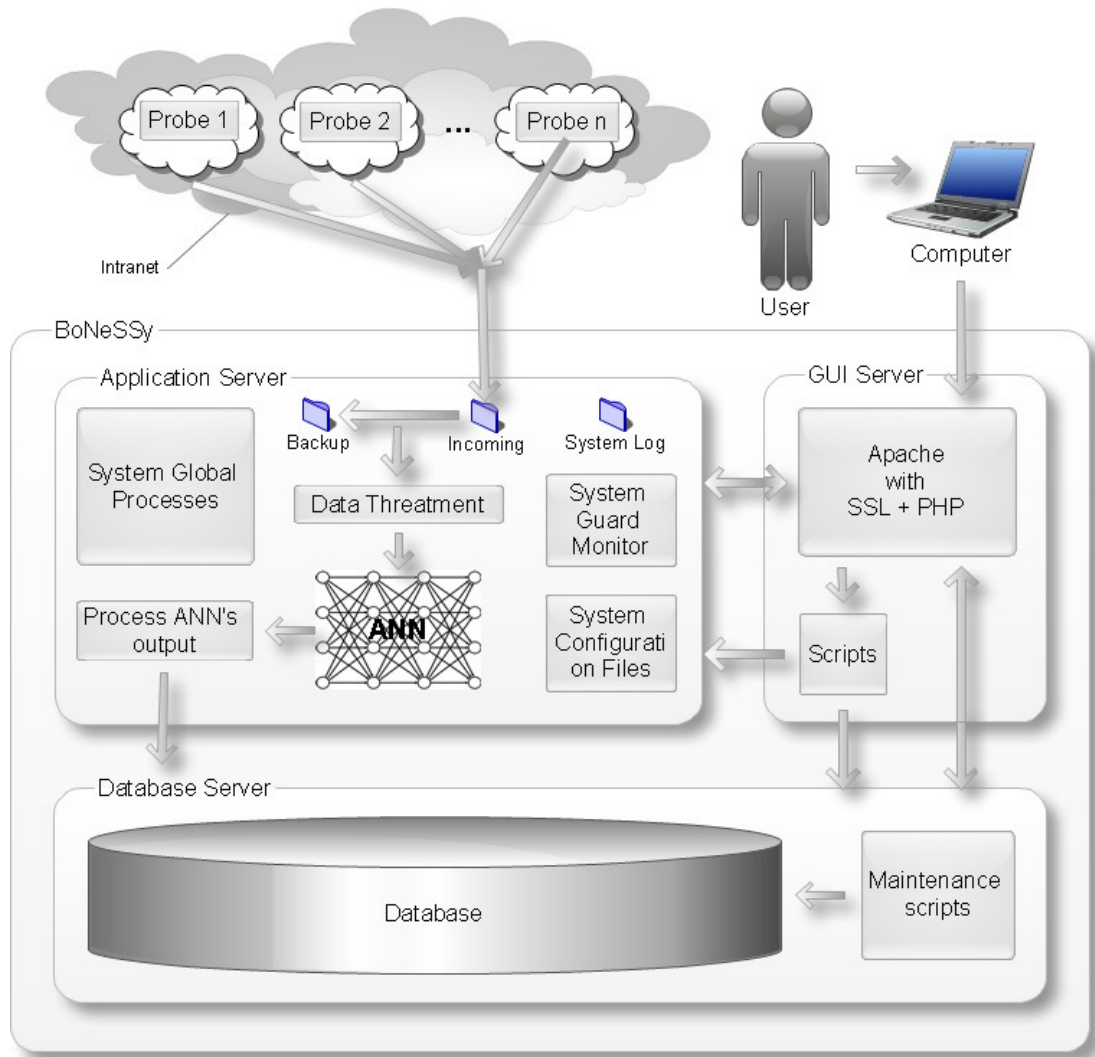 Probe 1
Probe 2
...
Probe n
Intranet
User
Computer
BoNeSSy
Application Server
GUI Server
Backup
Incoming
System Log
System Global
Processes
Data Threatment
System
Guard
Monitor
Apache
with
SSL + PHP
Process ANN's
output
ANN
System
Configurati
on Files
Scripts
Database Server
Database
Maintenance
scripts